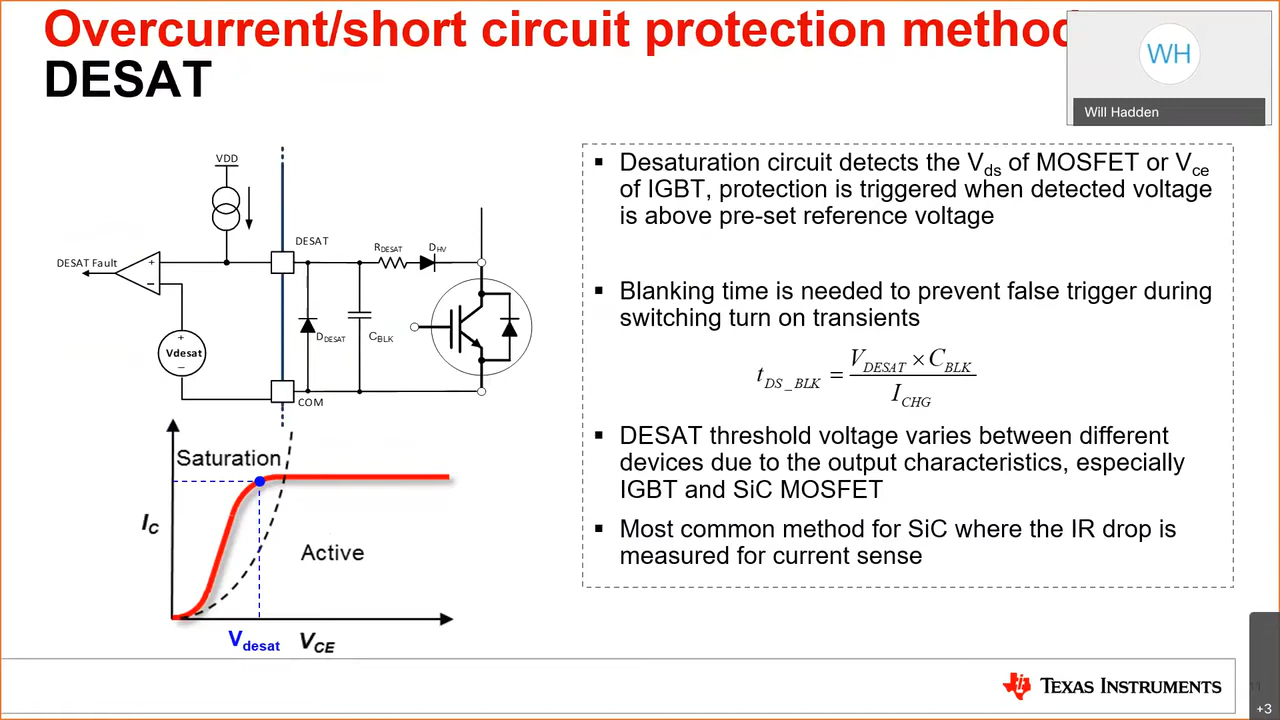 Overcurrent/short circuit protection method
DESAT
WH
Will Hadden
VDD
DESAT
R_DESAT
D_HV
DESAT Fault
+
−
D_DESAT
C_BLK
+
Vdesat
−
COM
Saturation
I_C
Active
V_desat
V_CE
▪ Desaturation circuit detects the V_ds of MOSFET or V_ce
of IGBT, protection is triggered when detected voltage
is above pre-set reference voltage
▪ Blanking time is needed to prevent false trigger during
switching turn on transients
t_DS_BLK = (V_DESAT × C_BLK) / I_CHG
▪ DESAT threshold voltage varies between different
devices due to the output characteristics, especially
IGBT and SiC MOSFET
▪ Most common method for SiC where the IR drop is
measured for current sense
TEXAS INSTRUMENTS
11
+3